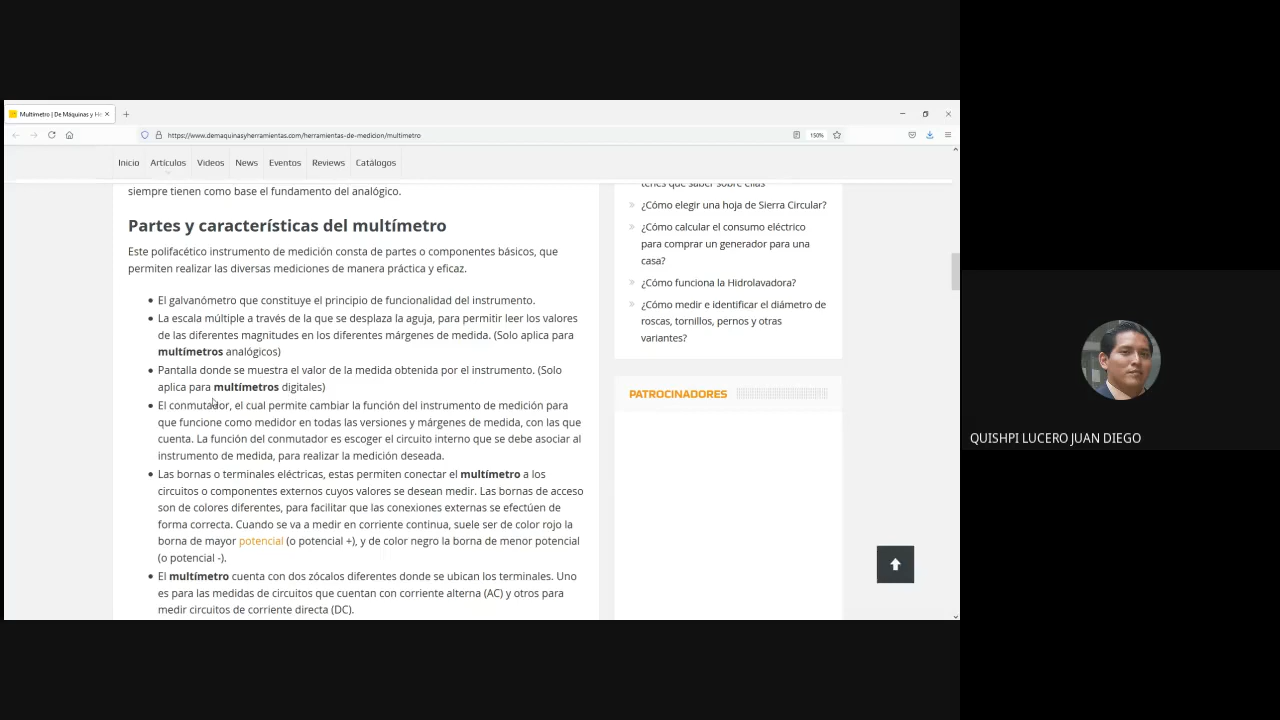 Multímetro | De Máquinas y He
https://www.demaquinasyherramientas.com/herramientas-de-medicion/multimetro
150%
Inicio
Artículos
Videos
News
Eventos
Reviews
Catálogos
siempre tienen como base el fundamento del analógico.
Partes y características del multímetro
Este polifacético instrumento de medición consta de partes o componentes básicos, que
permiten realizar las diversas mediciones de manera práctica y eficaz.
El galvanómetro que constituye el principio de funcionalidad del instrumento.
La escala múltiple a través de la que se desplaza la aguja, para permitir leer los valores
de las diferentes magnitudes en los diferentes márgenes de medida. (Solo aplica para
multímetros analógicos)
Pantalla donde se muestra el valor de la medida obtenida por el instrumento. (Solo
aplica para multímetros digitales)
El conmutador, el cual permite cambiar la función del instrumento de medición para
que funcione como medidor en todas las versiones y márgenes de medida, con las que
cuenta. La función del conmutador es escoger el circuito interno que se debe asociar al
instrumento de medida, para realizar la medición deseada.
Las bornas o terminales eléctricas, estas permiten conectar el multímetro a los
circuitos o componentes externos cuyos valores se desean medir. Las bornas de acceso
son de colores diferentes, para facilitar que las conexiones externas se efectúen de
forma correcta. Cuando se va a medir en corriente continua, suele ser de color rojo la
borna de mayor potencial (o potencial +), y de color negro la borna de menor potencial
(o potencial -).
El multímetro cuenta con dos zócalos diferentes donde se ubican los terminales. Uno
es para las medidas de circuitos que cuentan con corriente alterna (AC) y otros para
medir circuitos de corriente directa (DC).
tenés que saber sobre ellas
¿Cómo elegir una hoja de Sierra Circular?
¿Cómo calcular el consumo eléctrico
para comprar un generador para una
casa?
¿Cómo funciona la Hidrolavadora?
¿Cómo medir e identificar el diámetro de
roscas, tornillos, pernos y otras
variantes?
PATROCINADORES
QUISHPI LUCERO JUAN DIEGO